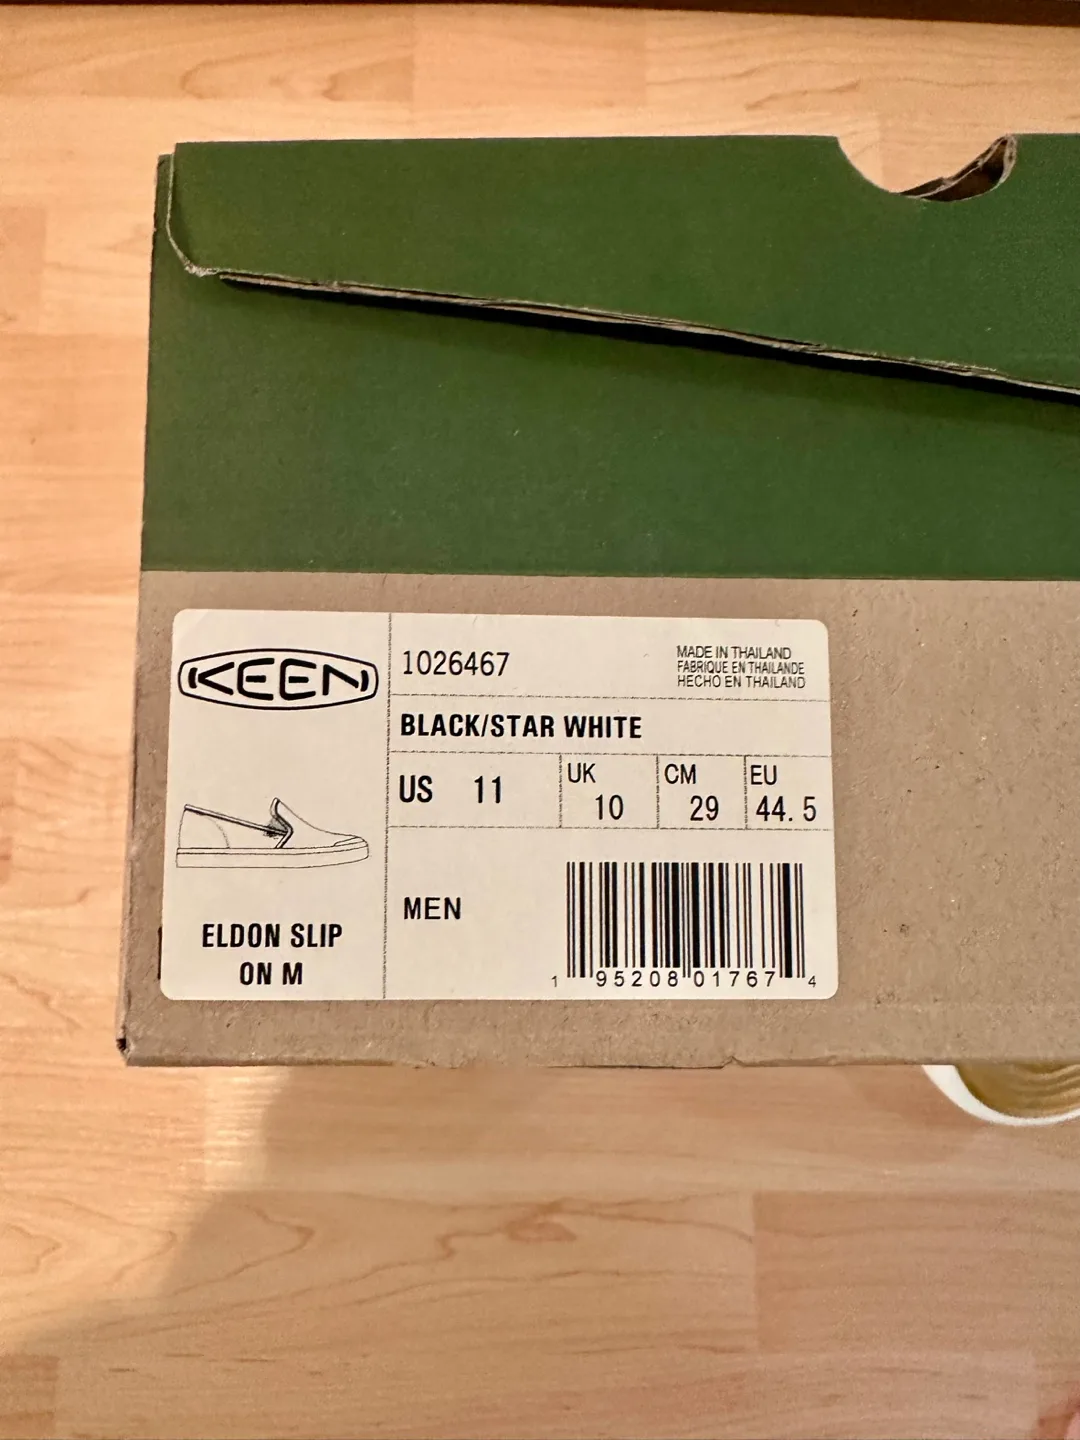 KEEN
1026467
MADE IN THAILAND
FABRIQUE EN THAILANDE
HECHO EN THAILAND
BLACK/STAR WHITE
US 11
UK 10
CM 29
EU 44.5
MEN
ELDON SLIP
ON M
1 95208 01767 4